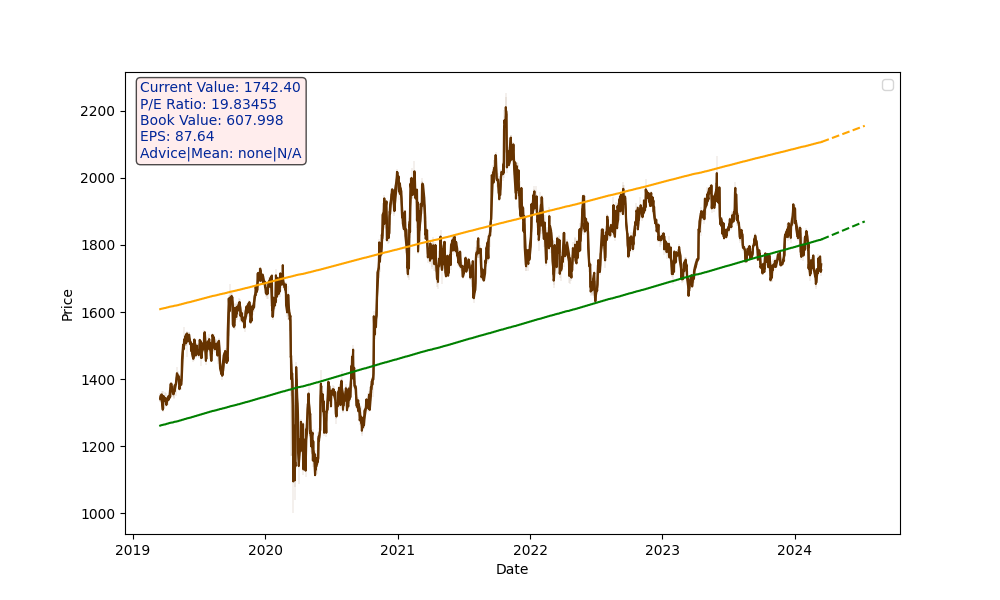 Current Value: 1742.40
P/E Ratio: 19.83455
Book Value: 607.998
EPS: 87.64
Advice|Mean: none|N/A
Price
2200
2000
1800
1600
1400
1200
1000
2019 2020 2021 2022 2023 2024
Date